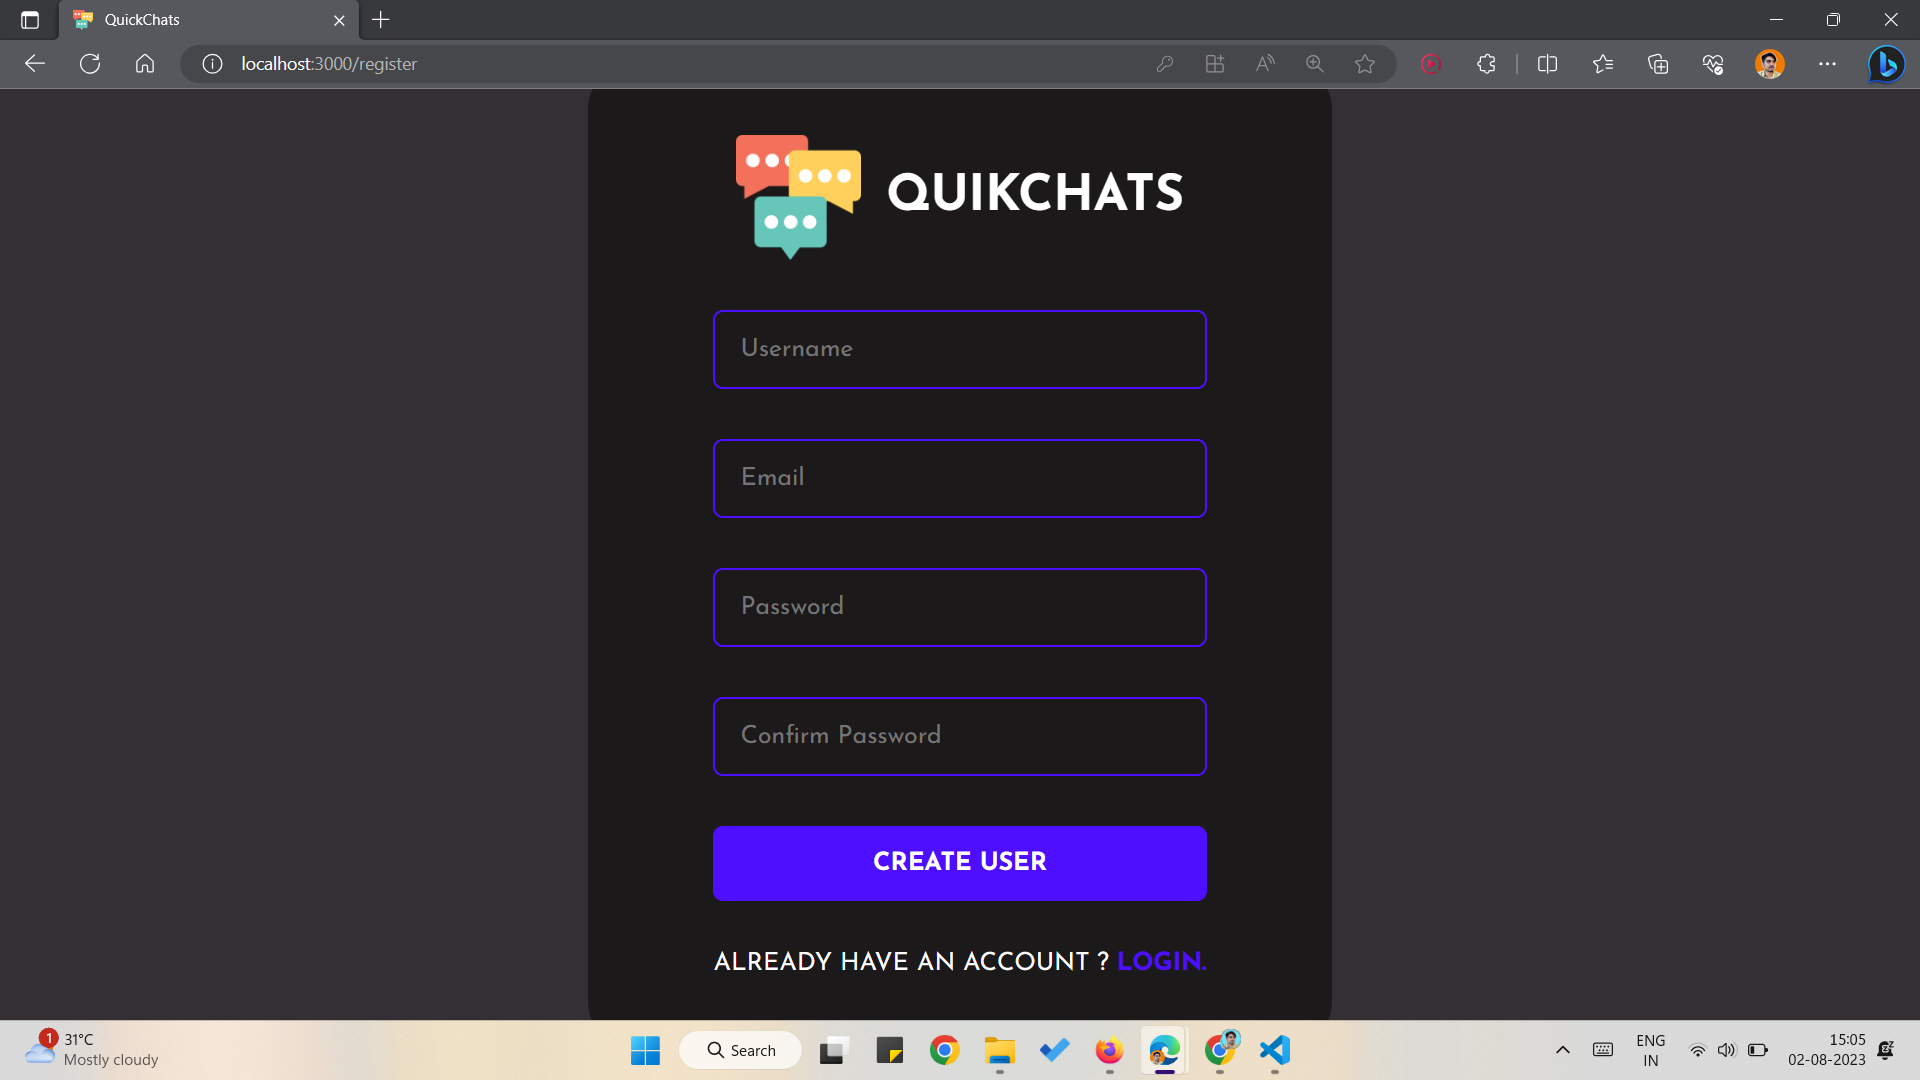 QuickChats
localhost:3000/register
QUIKCHATS
Username
Email
Password
Confirm Password
CREATE USER
ALREADY HAVE AN ACCOUNT ? LOGIN.
1
31°C
Mostly cloudy
Search
ENG
IN
15:05
02-08-2023